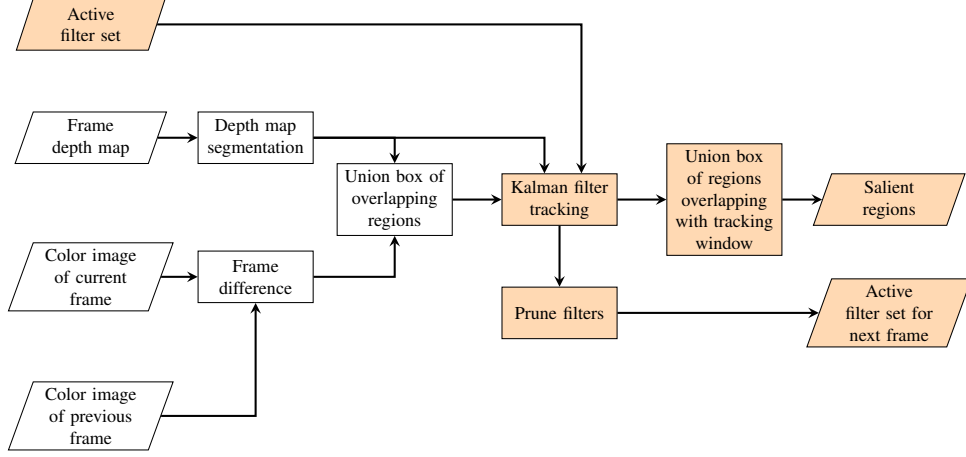 Active
filter set
Frame
depth map
Depth map
segmentation
Union box of
overlapping
regions
Kalman filter
tracking
Union box
of regions
overlapping
with tracking
window
Salient
regions
Color image
of current
frame
Frame
difference
Prune filters
Active
filter set for
next frame
Color image
of previous
frame